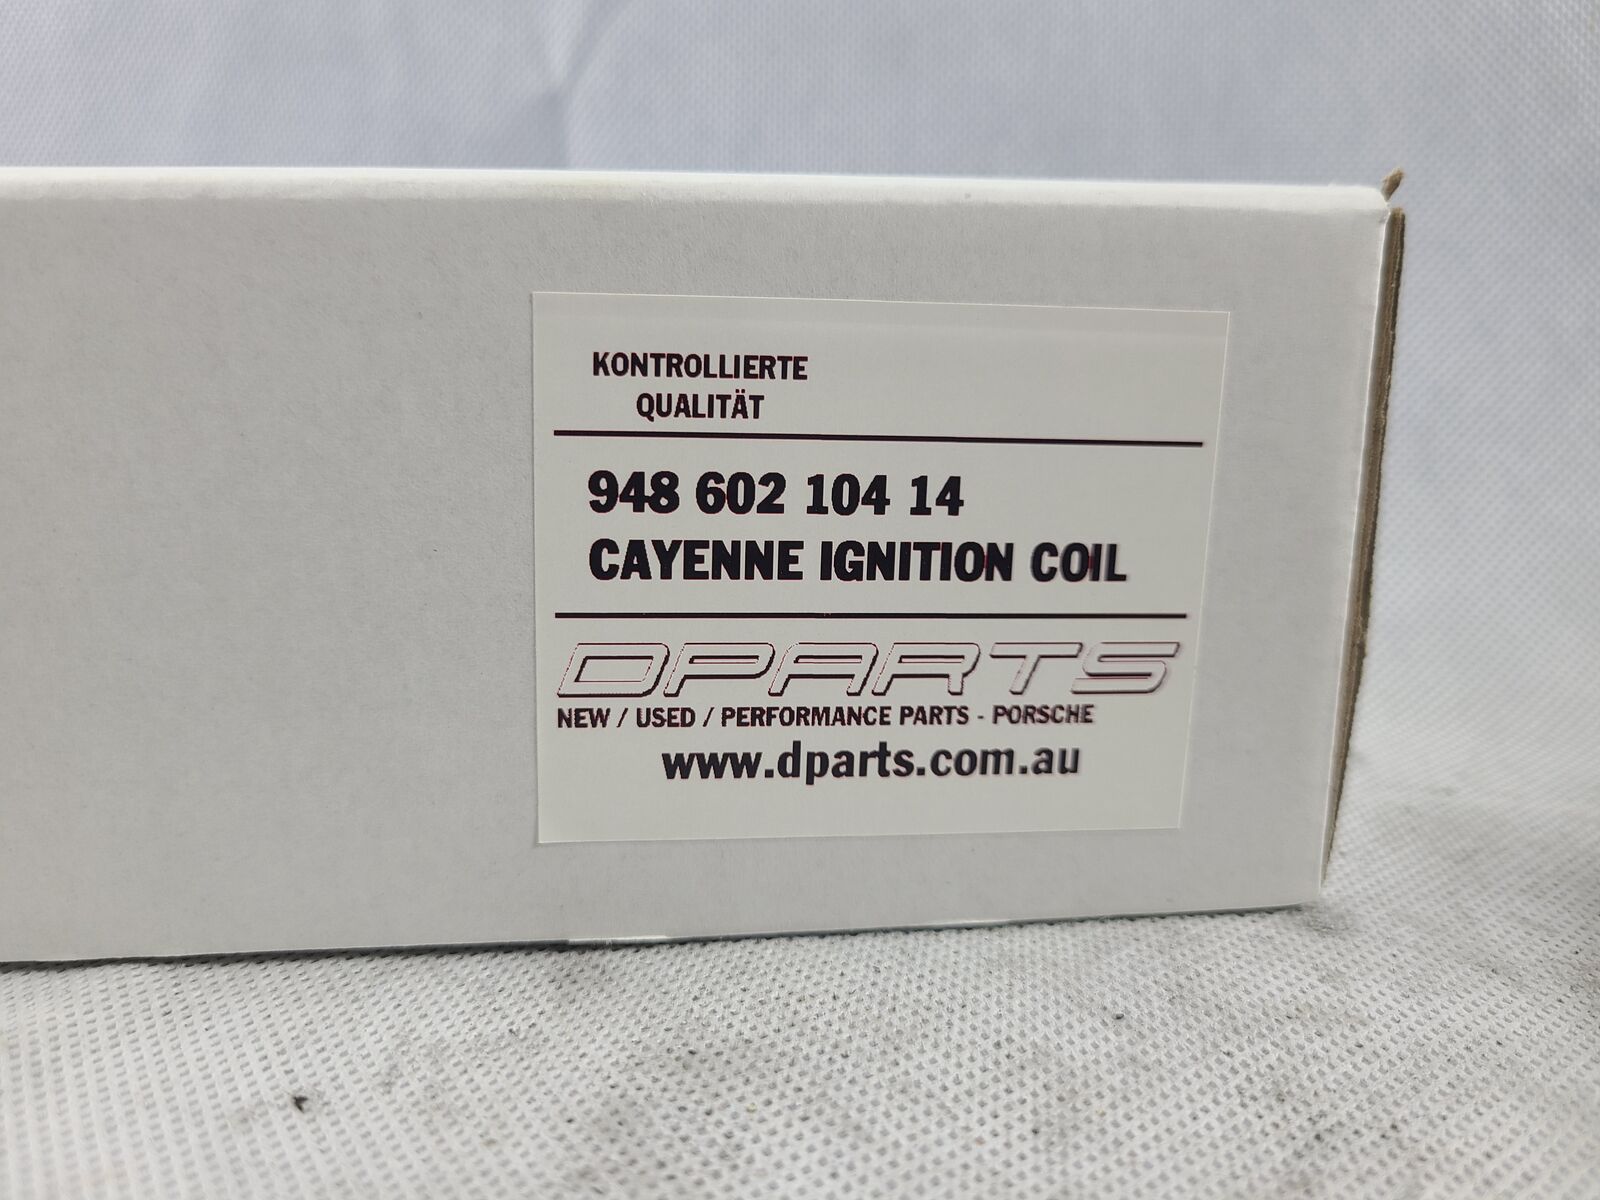 KONTROLLIERTE
QUALITÄT
948 602 104 14
CAYENNE IGNITION COIL
DPARTS
NEW / USED / PERFORMANCE PARTS - PORSCHE
www.dparts.com.au